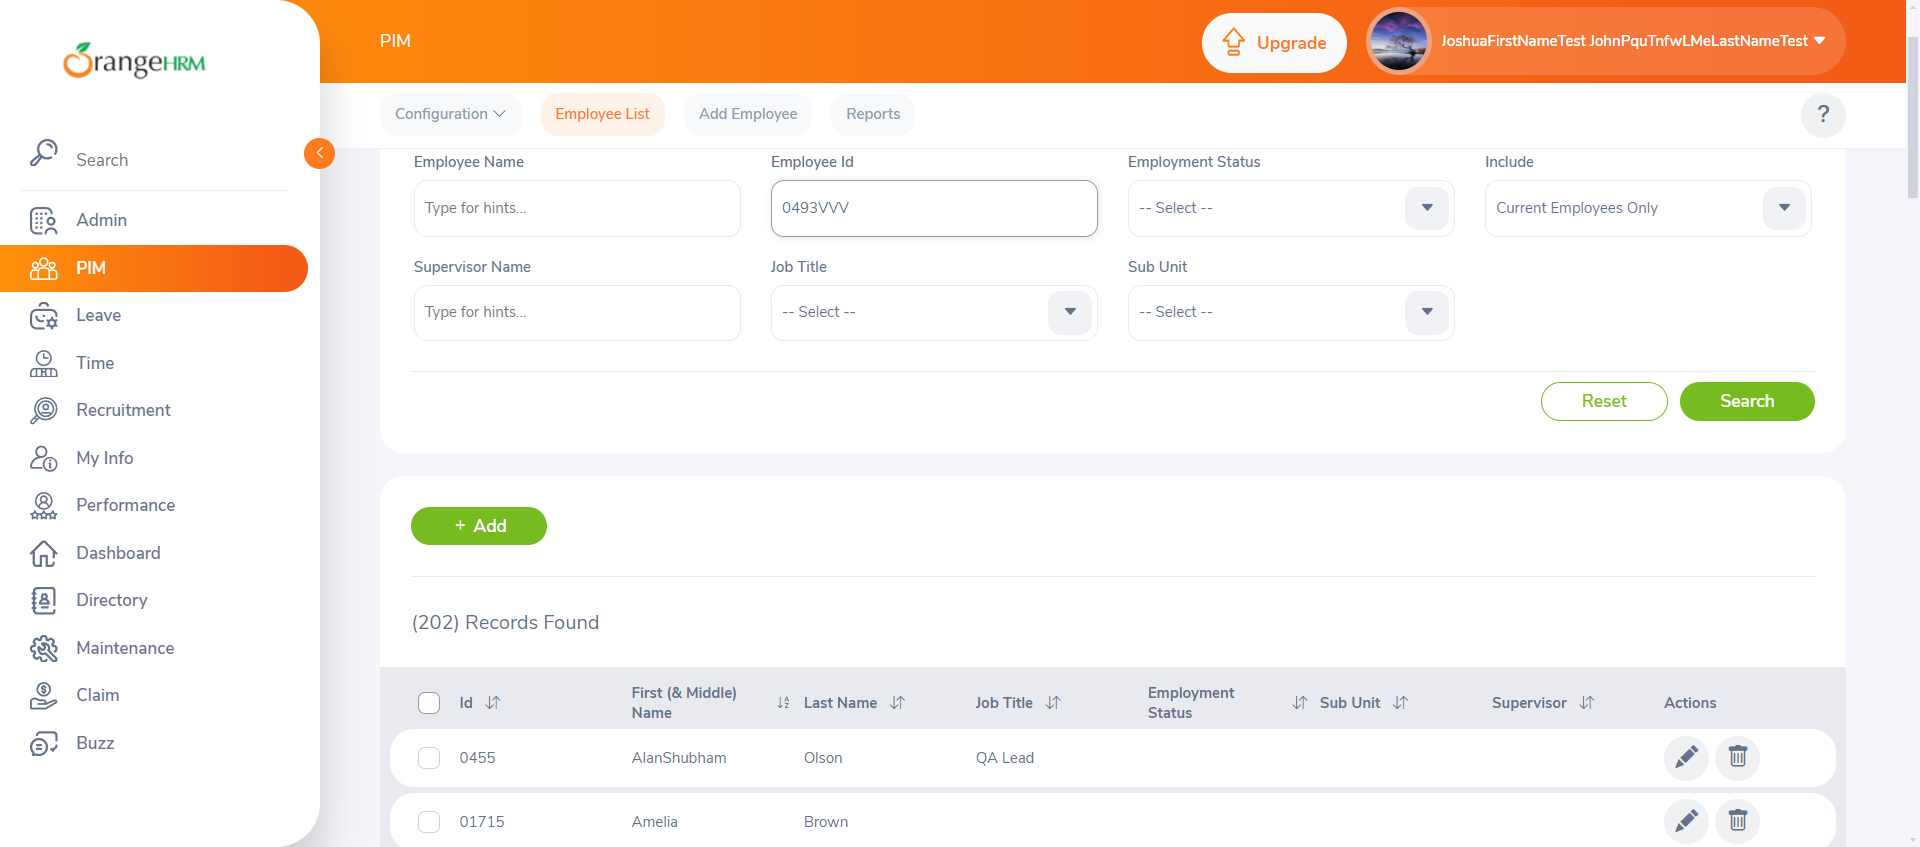 OrangeHRM
PIM
Upgrade
JoshuaFirstNameTest JohnPquTnfwLMeLastNameTest
Configuration
Employee List
Add Employee
Reports
?
Search
Admin
PIM
Leave
Time
Recruitment
My Info
Performance
Dashboard
Directory
Maintenance
Claim
Buzz
Employee Name
Employee Id
Employment Status
Include
Type for hints...
0493VVV
-- Select --
Current Employees Only
Supervisor Name
Job Title
Sub Unit
Type for hints...
-- Select --
-- Select --
Reset
Search
+ Add
(202) Records Found
Id
First (& Middle) Name
Last Name
Job Title
Employment Status
Sub Unit
Supervisor
Actions
0455 AlanShubham Olson QA Lead
01715 Amelia Brown